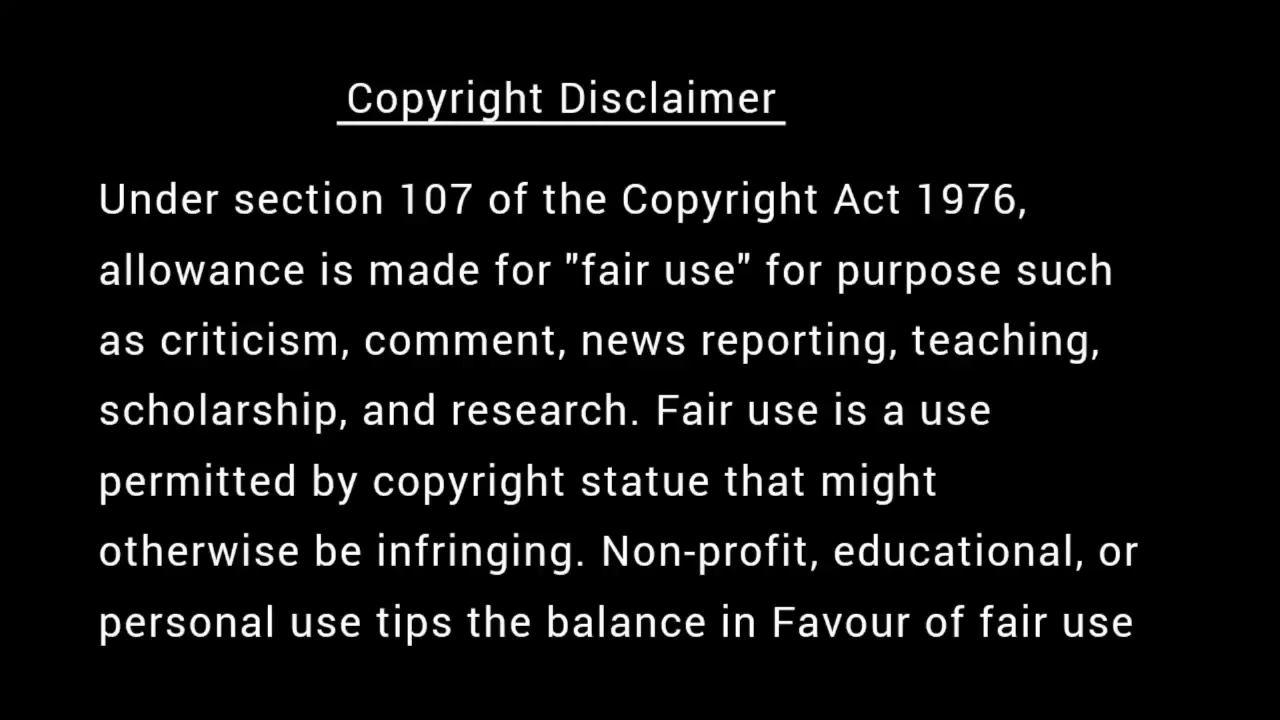 Copyright Disclaimer
Under section 107 of the Copyright Act 1976,
allowance is made for "fair use" for purpose such
as criticism, comment, news reporting, teaching,
scholarship, and research. Fair use is a use
permitted by copyright statue that might
otherwise be infringing. Non-profit, educational, or
personal use tips the balance in Favour of fair use